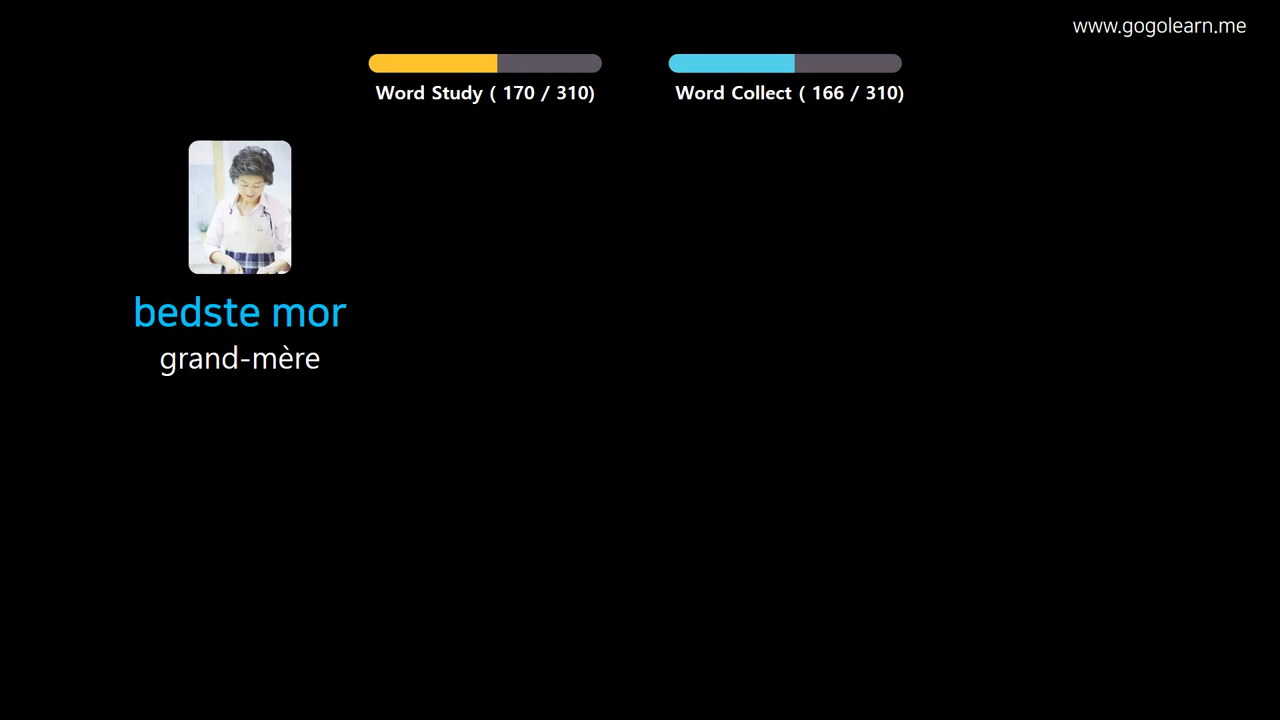 www.gogolearn.me
Word Study ( 170 / 310)
Word Collect ( 166 / 310)
bedste mor
grand-mère